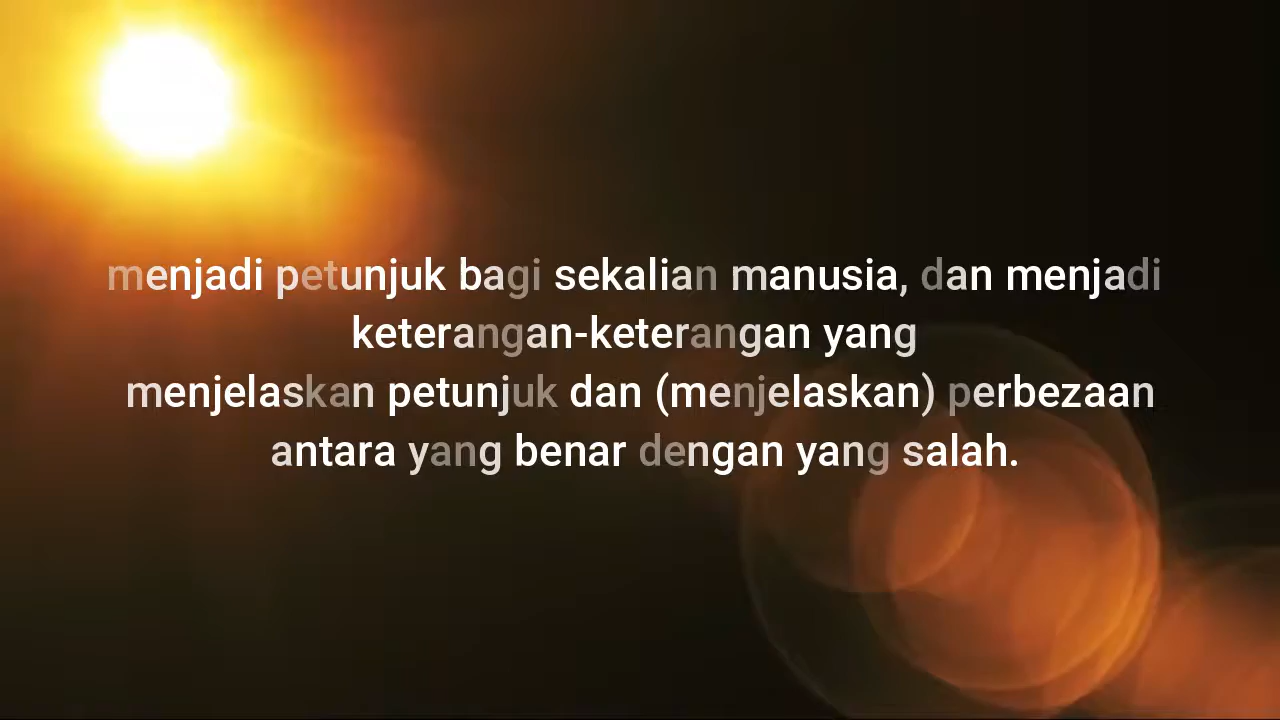 menjadi petunjuk bagi sekalian manusia, dan menjadi
keterangan-keterangan yang
menjelaskan petunjuk dan (menjelaskan) perbezaan
antara yang benar dengan yang salah.